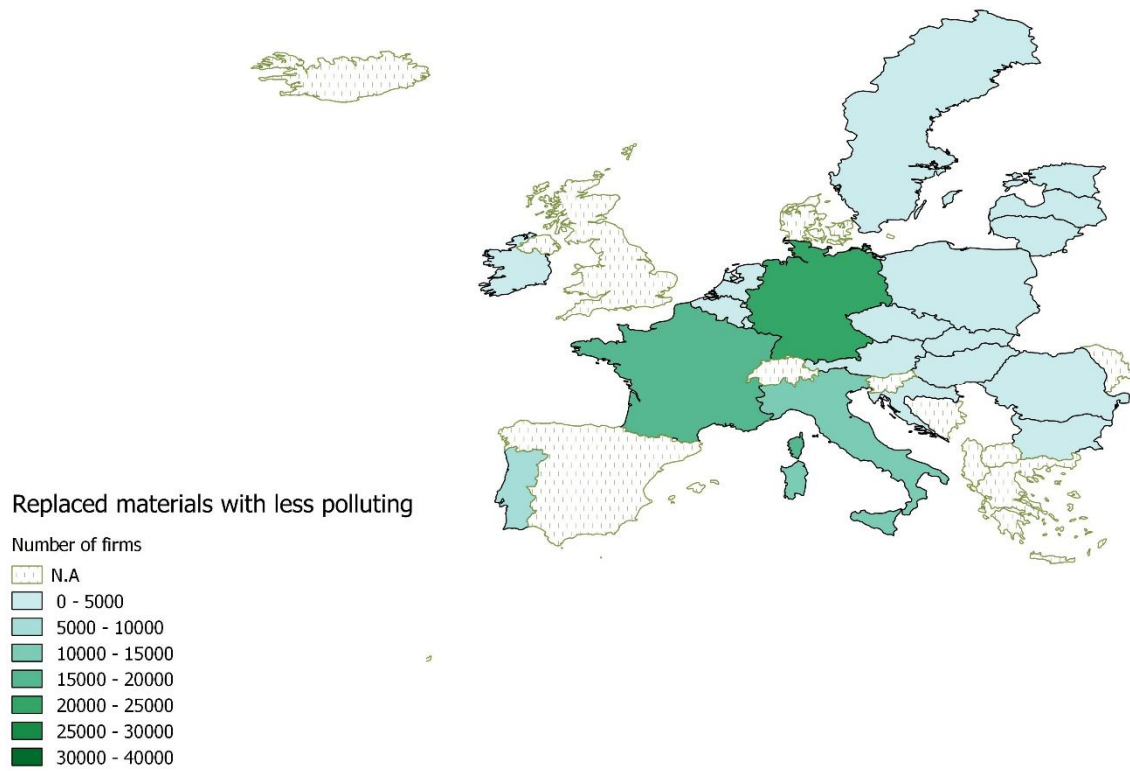 Replaced materials with less polluting
Number of firms
N.A
0 - 5000
5000 - 10000
10000 - 15000
15000 - 20000
20000 - 25000
25000 - 30000
30000 - 40000